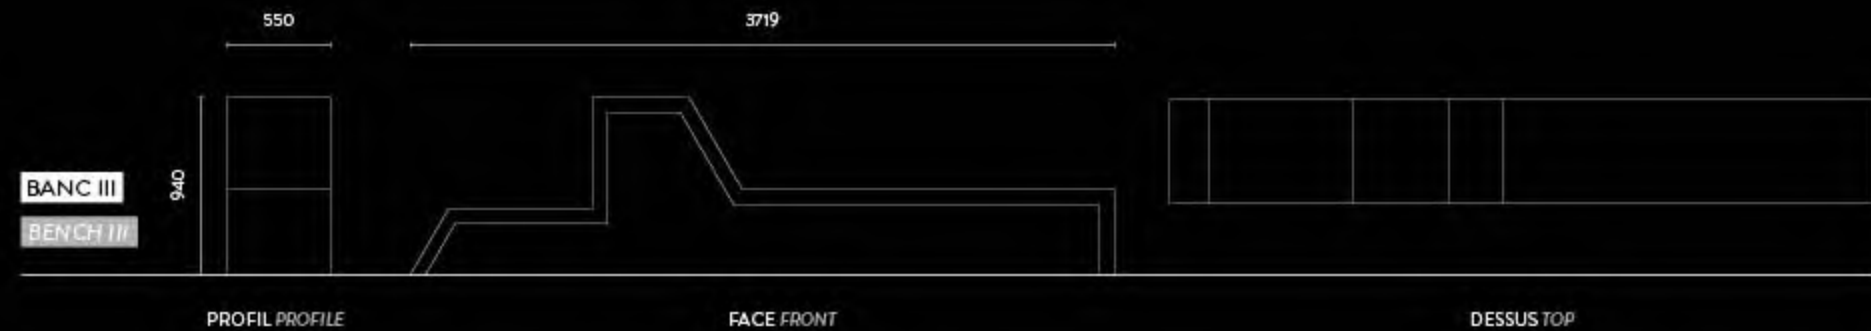 550
3719
940
BANC III
BENCH III
PROFIL PROFILE
FACE FRONT
DESSUS TOP